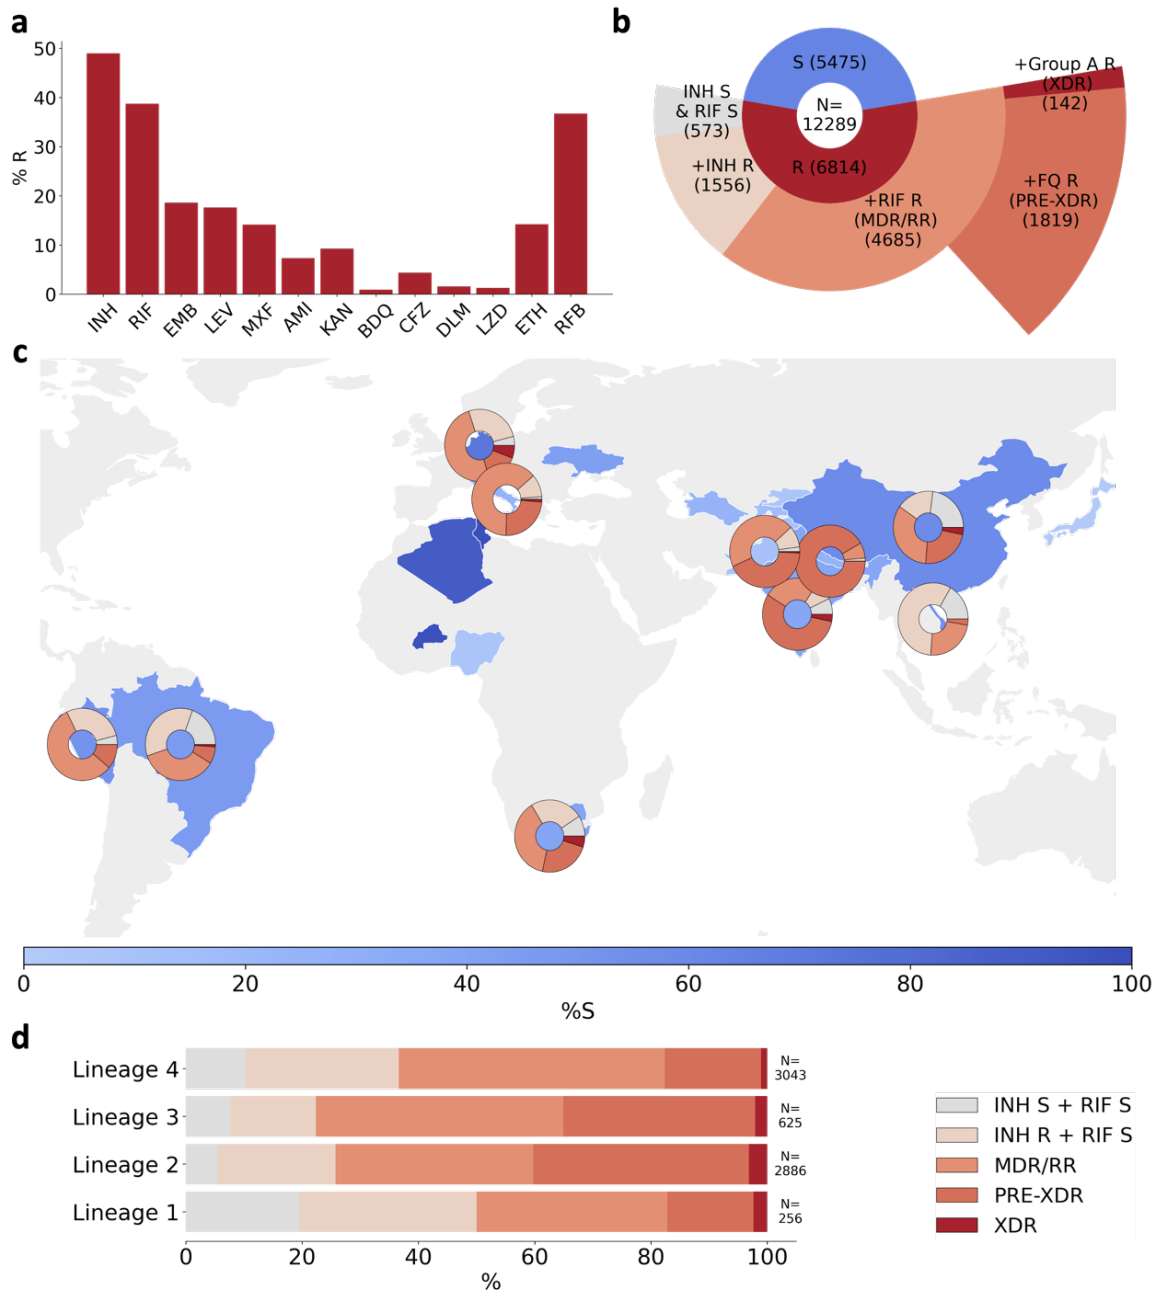 a
% R
50
40
30
20
10
0
INH
RIF
EMB
LEV
MXF
AMI
KAN
BDQ
CFZ
DLM
LZD
ETH
RFB
b
S (5475)
N=
12289
R (6814)
INH S
& RIF S
(573)
+INH R
(1556)
+RIF R
(MDR/RR)
(4685)
+Group A R
(XDR)
(142)
+FQ R
(PRE-XDR)
(1819)
c
0
20
40
60
80
100
%S
d
Lineage 4
N=
3043
Lineage 3
N=
625
Lineage 2
N=
2886
Lineage 1
N=
256
0
20
40
60
80
100
%
INH S + RIF S
INH R + RIF S
MDR/RR
PRE-XDR
XDR